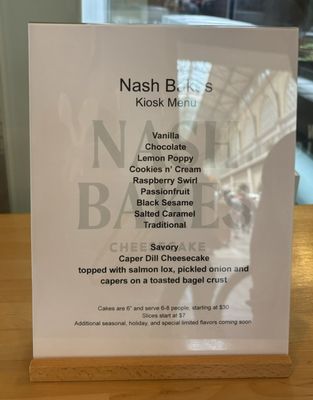 Nash Bakes
Kiosk Menu
NASH
BAKES
CHEESECAKE
Vanilla
Chocolate
Lemon Poppy
Cookies n' Cream
Raspberry Swirl
Passionfruit
Black Sesame
Salted Caramel
Traditional
Savory
Caper Dill Cheesecake
topped with salmon lox, pickled onion and
capers on a toasted bagel crust
Cakes are 6" and serve 6-8 people, starting at $30
Slices start at $7
Additional seasonal, holiday, and special limited flavors coming soon